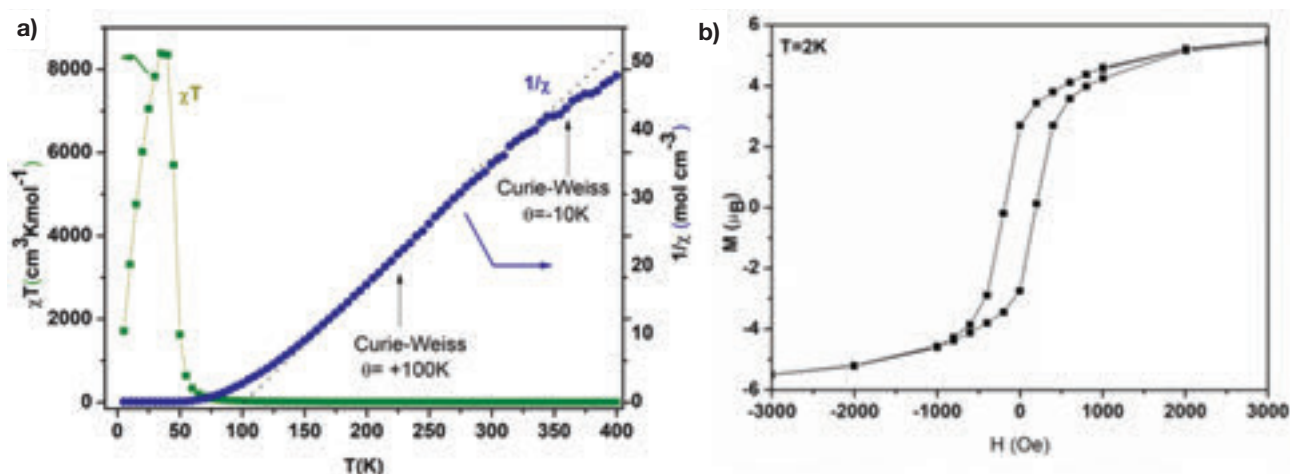 a)
8000
6000
4000
2000
0
χT(cm³Kmol⁻¹)
χT
1/χ
Curie-Weiss
θ=-10K
Curie-Weiss
θ= +100K
50
40
30
20
10
0
1/χ (mol cm⁻³)
0 50 100 150 200 250 300 350 400
T(K)
b)
T=2K
6
4
2
0
-2
-4
-6
M (μB)
-3000 -2000 -1000 0 1000 2000 3000
H (Oe)